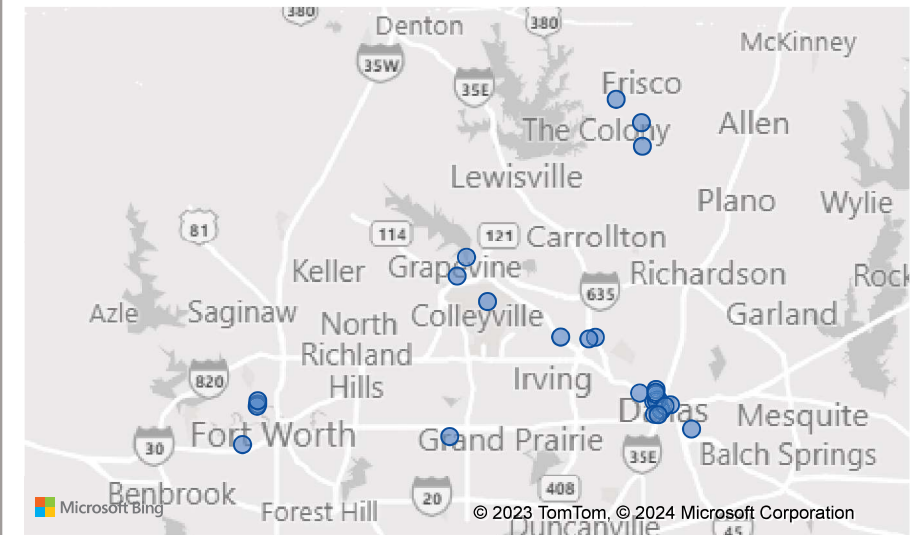 380
Denton
380
McKinney
35W
35E
Frisco
The Colony
Allen
Lewisville
Plano
Wylie
81
114
121
Carrollton
Keller
Grapevine
Richardson
Rock
635
Azle
Saginaw
Colleyville
Garland
North
Richland
Hills
820
Irving
Dallas
Mesquite
Fort Worth
Grand Prairie
30
35E
Balch Springs
Benbrook
20
408
Forest Hill
Microsoft Bing
© 2023 TomTom, © 2024 Microsoft Corporation
Duncanville
45